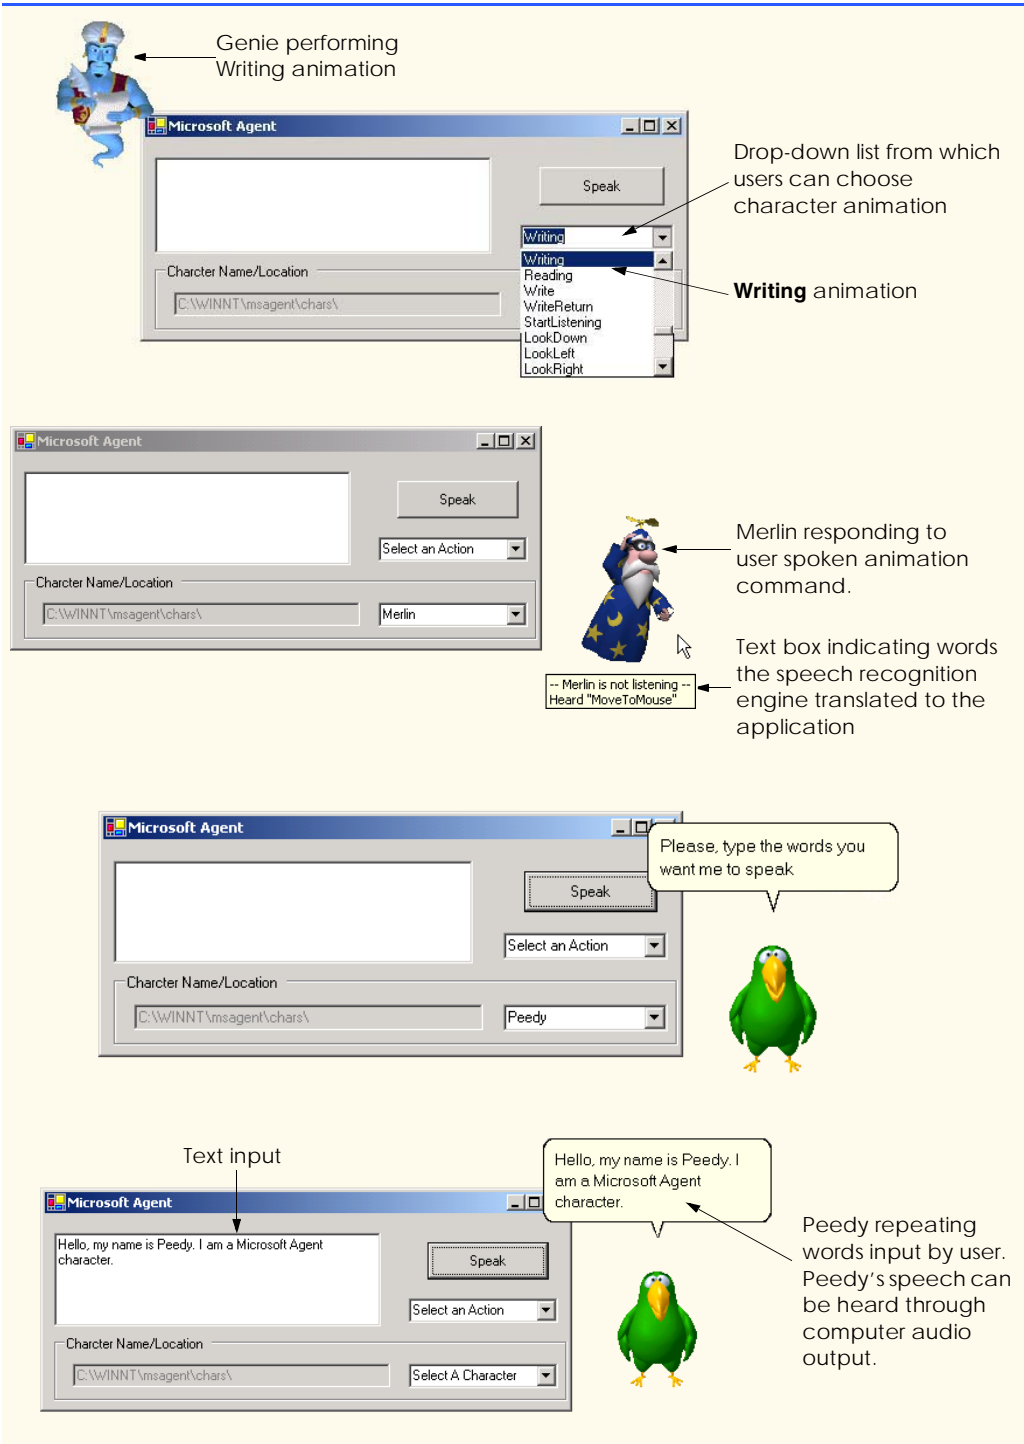 Genie performing
Writing animation
Microsoft Agent
Speak
Drop-down list from which
users can choose
character animation
Writing
Writing
Reading
Write
WriteReturn
StartListening
LookDown
LookLeft
LookRight
Writing animation
Charcter Name/Location
C:\WINNT\msagent\chars\
Microsoft Agent
Speak
Select an Action
Charcter Name/Location
C:\WINNT\msagent\chars\
Merlin
Merlin responding to
user spoken animation
command.
-- Merlin is not listening --
Heard "MoveToMouse"
Text box indicating words
the speech recognition
engine translated to the
application
Microsoft Agent
Please, type the words you
want me to speak
Speak
Select an Action
Charcter Name/Location
C:\WINNT\msagent\chars\
Peedy
Text input
Hello, my name is Peedy. I
am a Microsoft Agent
character.
Microsoft Agent
Hello, my name is Peedy. I am a Microsoft Agent
character.
Speak
Select an Action
Charcter Name/Location
C:\WINNT\msagent\chars\
Select A Character
Peedy repeating
words input by user.
Peedy’s speech can
be heard through
computer audio
output.